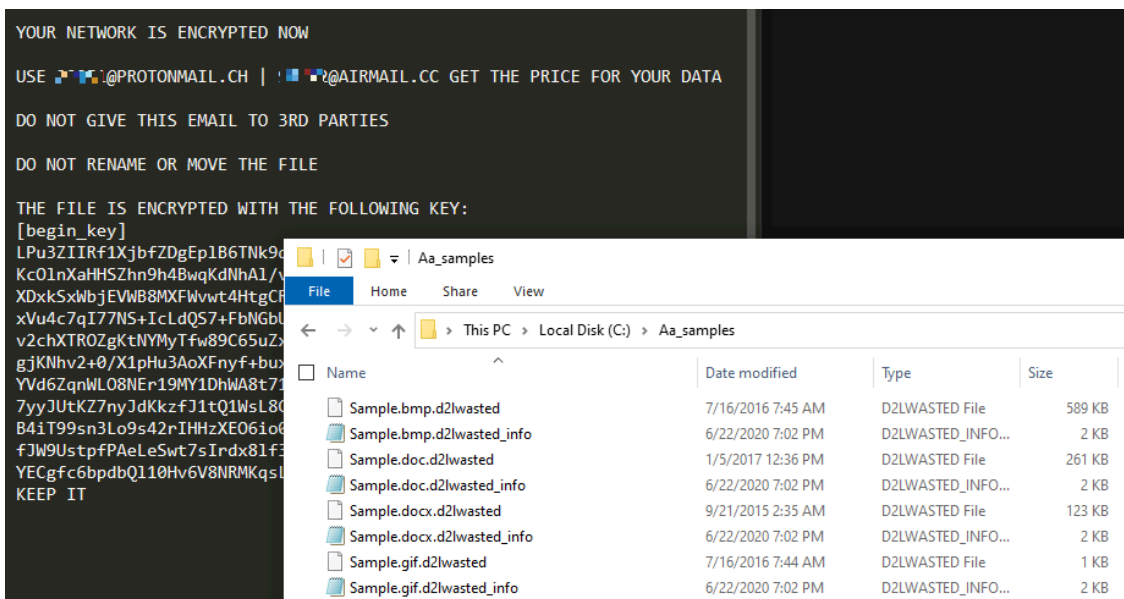 YOUR NETWORK IS ENCRYPTED NOW
USE @PROTONMAIL.CH | @AIRMAIL.CC GET THE PRICE FOR YOUR DATA
DO NOT GIVE THIS EMAIL TO 3RD PARTIES
DO NOT RENAME OR MOVE THE FILE
THE FILE IS ENCRYPTED WITH THE FOLLOWING KEY:
[begin_key]
LPu3ZIIRf1XjbfZDgEplB6TNk9
KcOlnXaHHSZhn9h4BwqKdNhAl/
XDxkSxWbjEVWB8MXFWvwt4HtgC
xVu4c7qI77NS+IcLdQS7+FbNGb
v2chXTROZgKtNYMyTfw89C65uZ
gjKNhv2+0/X1pHu3AoXFnyf+bu
YVd6ZqnWLO8NEr19MY1DhWA8t71
7yyJUtKZ7nyJdKkzfJ1tQ1WsL8
B4iT99sn3Lo9s42rIHHzXEO6io
fJW9UstpfPAeLeSwt7sIrdx8lf
YECgfc6bpdbQl10Hv6V8NRMKqs
KEEP IT
Aa_samples
File Home Share View
This PC > Local Disk (C:) > Aa_samples
Name Date modified Type Size
Sample.bmp.d2lwasted 7/16/2016 7:45 AM D2LWASTED File 589 KB
Sample.bmp.d2lwasted_info 6/22/2020 7:02 PM D2LWASTED_INFO... 2 KB
Sample.doc.d2lwasted 1/5/2017 12:36 PM D2LWASTED File 261 KB
Sample.doc.d2lwasted_info 6/22/2020 7:02 PM D2LWASTED_INFO... 2 KB
Sample.docx.d2lwasted 9/21/2015 2:35 AM D2LWASTED File 123 KB
Sample.docx.d2lwasted_info 6/22/2020 7:02 PM D2LWASTED_INFO... 2 KB
Sample.gif.d2lwasted 7/16/2016 7:44 AM D2LWASTED File 1 KB
Sample.gif.d2lwasted_info 6/22/2020 7:02 PM D2LWASTED_INFO... 2 KB